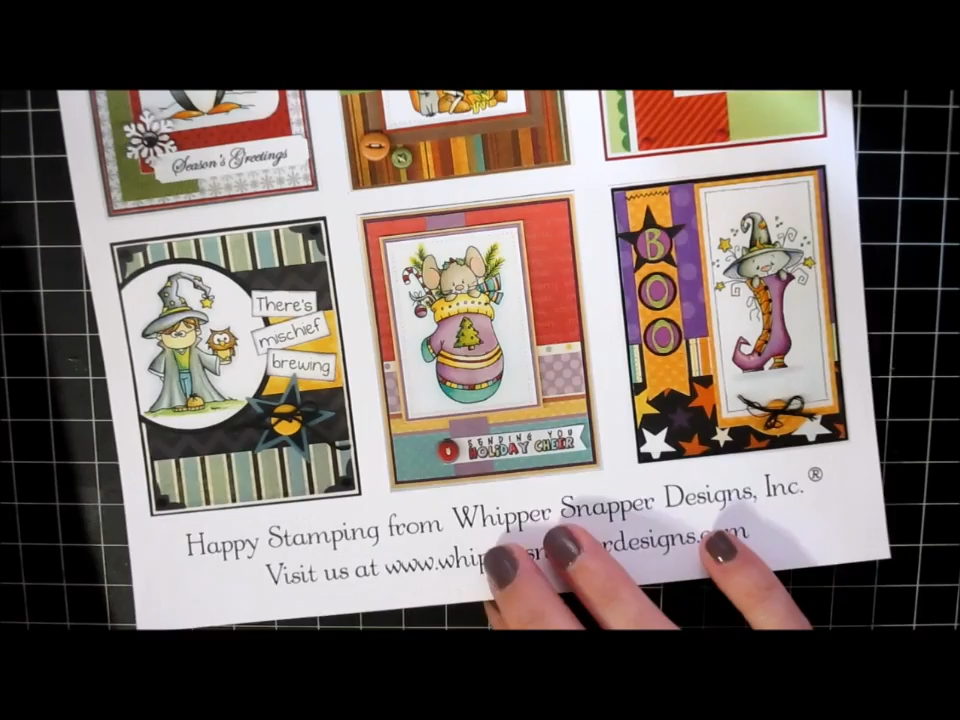 Season's Greetings
There's
mischief
brewing
SENDING YOU
HOLIDAY CHEER
B
O
O
Happy Stamping from Whipper Snapper Designs, Inc.®
Visit us at www.whip